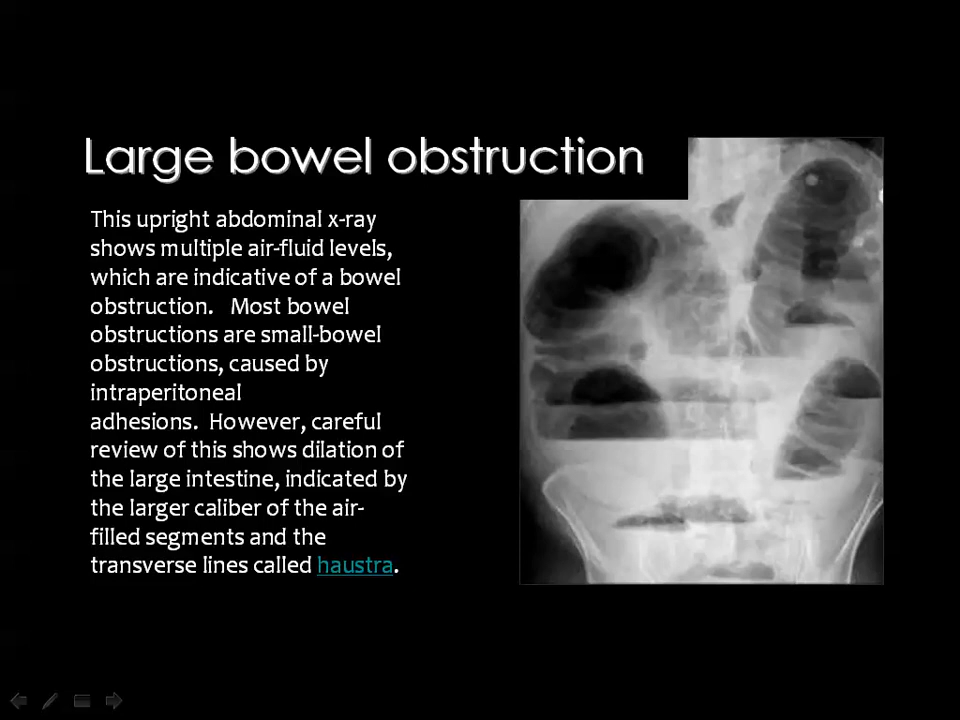 Large bowel obstruction
This upright abdominal x-ray
shows multiple air-fluid levels,
which are indicative of a bowel
obstruction.   Most bowel
obstructions are small-bowel
obstructions, caused by
intraperitoneal
adhesions.  However, careful
review of this shows dilation of
the large intestine, indicated by
the larger caliber of the air-
filled segments and the
transverse lines called haustra.